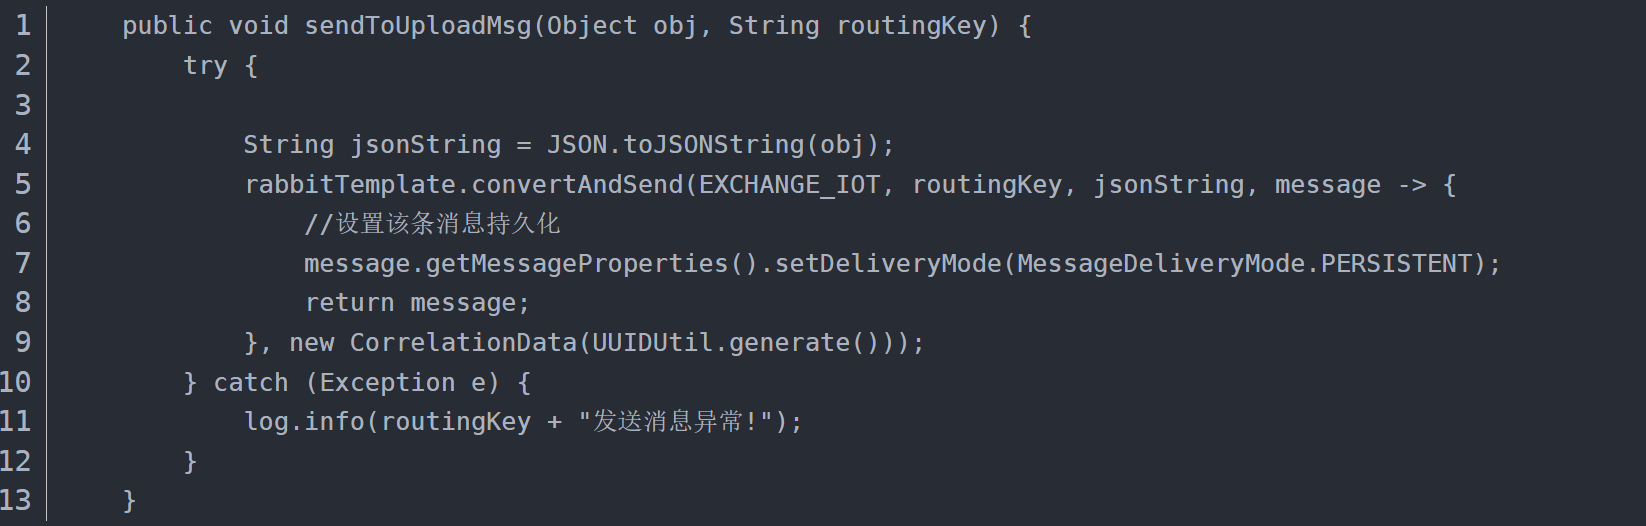 1 public void sendToUploadMsg(Object obj, String routingKey) {
2 try {
3
4 String jsonString = JSON.toJSONString(obj);
5 rabbitTemplate.convertAndSend(EXCHANGE_IOT, routingKey, jsonString, message -> {
6 //设置该条消息持久化
7 message.getMessageProperties().setDeliveryMode(MessageDeliveryMode.PERSISTENT);
8 return message;
9 }, new CorrelationData(UUIDUtil.generate()));
10 } catch (Exception e) {
11 log.info(routingKey + "发送消息异常!");
12 }
13 }